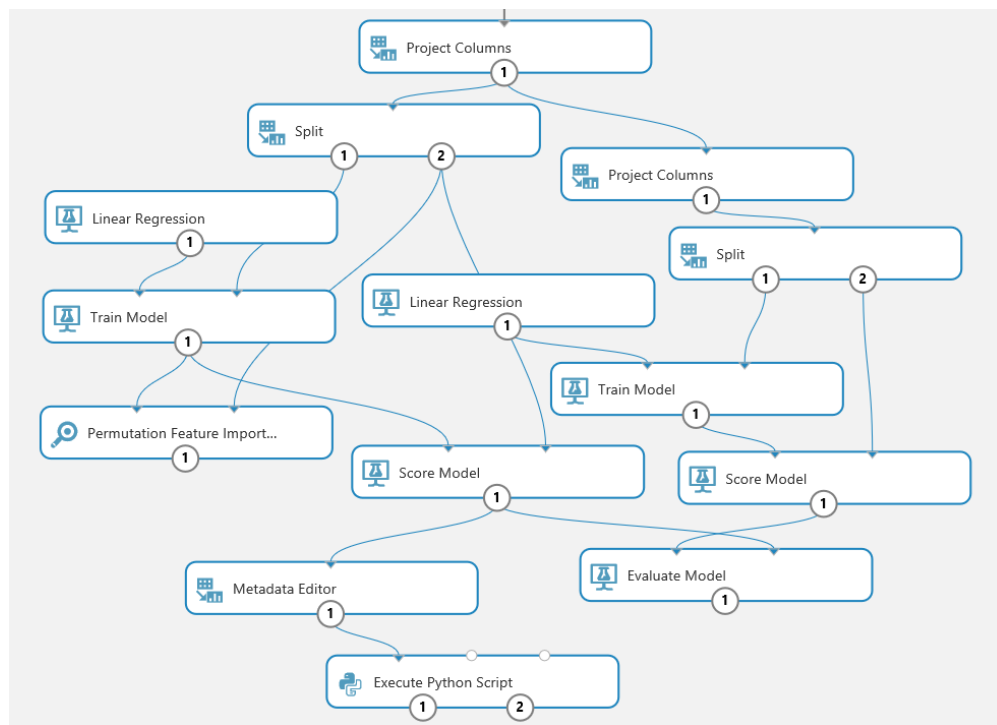 Project Columns
1
Split
1 2
Project Columns
1
Linear Regression
1
Split
1 2
Linear Regression
1
Train Model
1
Train Model
1
Permutation Feature Import...
1
Score Model
1
Score Model
1
Metadata Editor
1
Evaluate Model
1
Execute Python Script
1 2